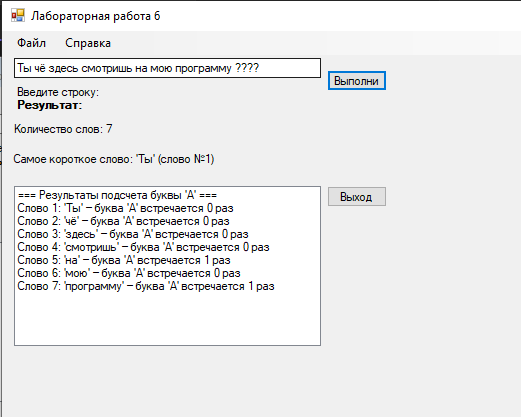 Лабораторная работа 6
Файл Справка
Ты чё здесь смотришь на мою программу ????
Выполни
Введите строку:
Результат:
Количество слов: 7
Самое короткое слово: 'Ты' (слово №1)
=== Результаты подсчета буквы 'А' ===
Слово 1: 'Ты' – буква 'А' встречается 0 раз
Слово 2: 'чё' – буква 'А' встречается 0 раз
Слово 3: 'здесь' – буква 'А' встречается 0 раз
Слово 4: 'смотришь' – буква 'А' встречается 0 раз
Слово 5: 'на' – буква 'А' встречается 1 раз
Слово 6: 'мою' – буква 'А' встречается 0 раз
Слово 7: 'программу' – буква 'А' встречается 1 раз
Выход